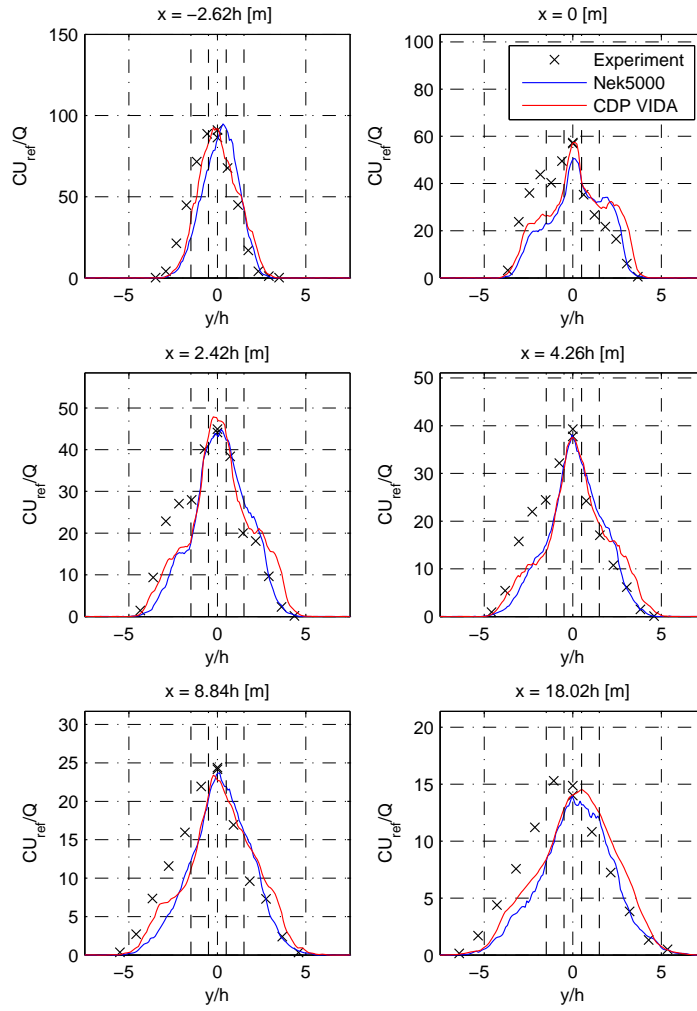 x = −2.62h [m]
150
100
50
0
CU_ref/Q
−5 0 5
y/h
x = 0 [m]
100
80
60
40
20
0
CU_ref/Q
−5 0 5
y/h
Experiment
Nek5000
CDP VIDA
x = 2.42h [m]
50
40
30
20
10
0
CU_ref/Q
−5 0 5
y/h
x = 4.26h [m]
50
40
30
20
10
0
CU_ref/Q
−5 0 5
y/h
x = 8.84h [m]
30
25
20
15
10
5
0
CU_ref/Q
−5 0 5
y/h
x = 18.02h [m]
20
15
10
5
0
CU_ref/Q
−5 0 5
y/h